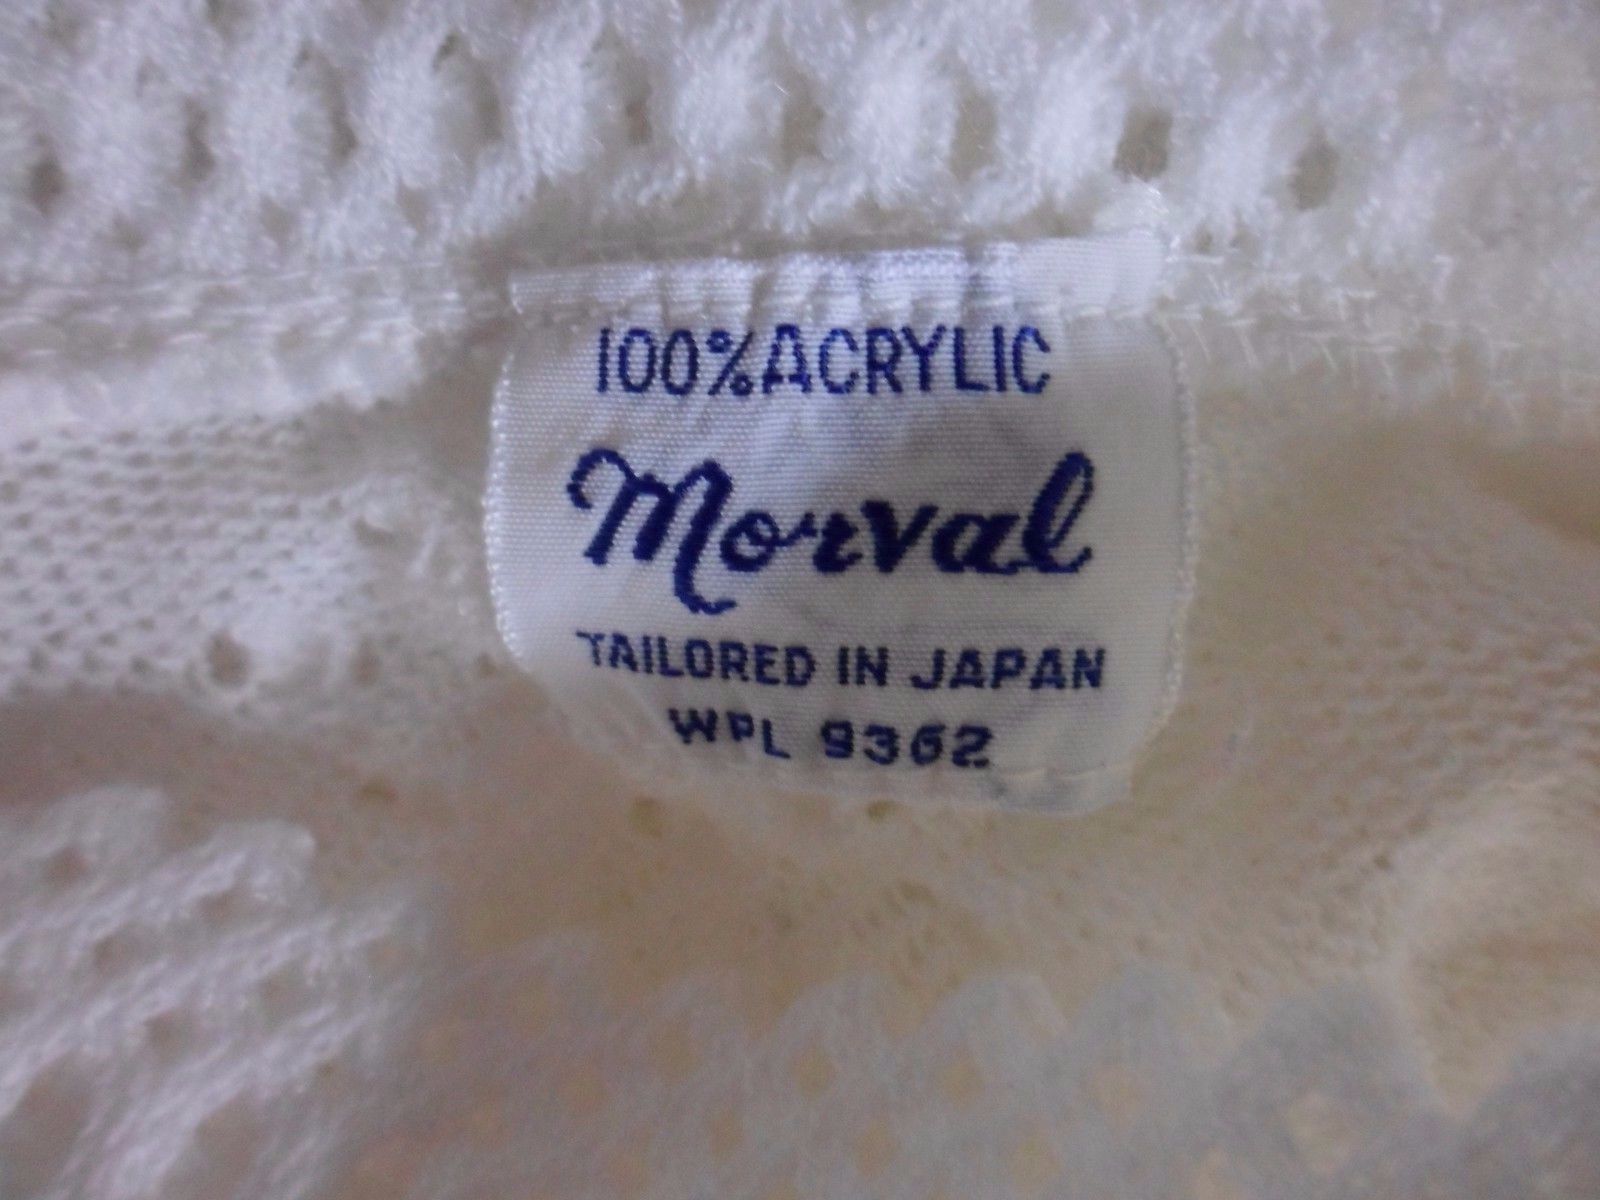 100% ACRYLIC
Morval
TAILORED IN JAPAN
WPL 9362